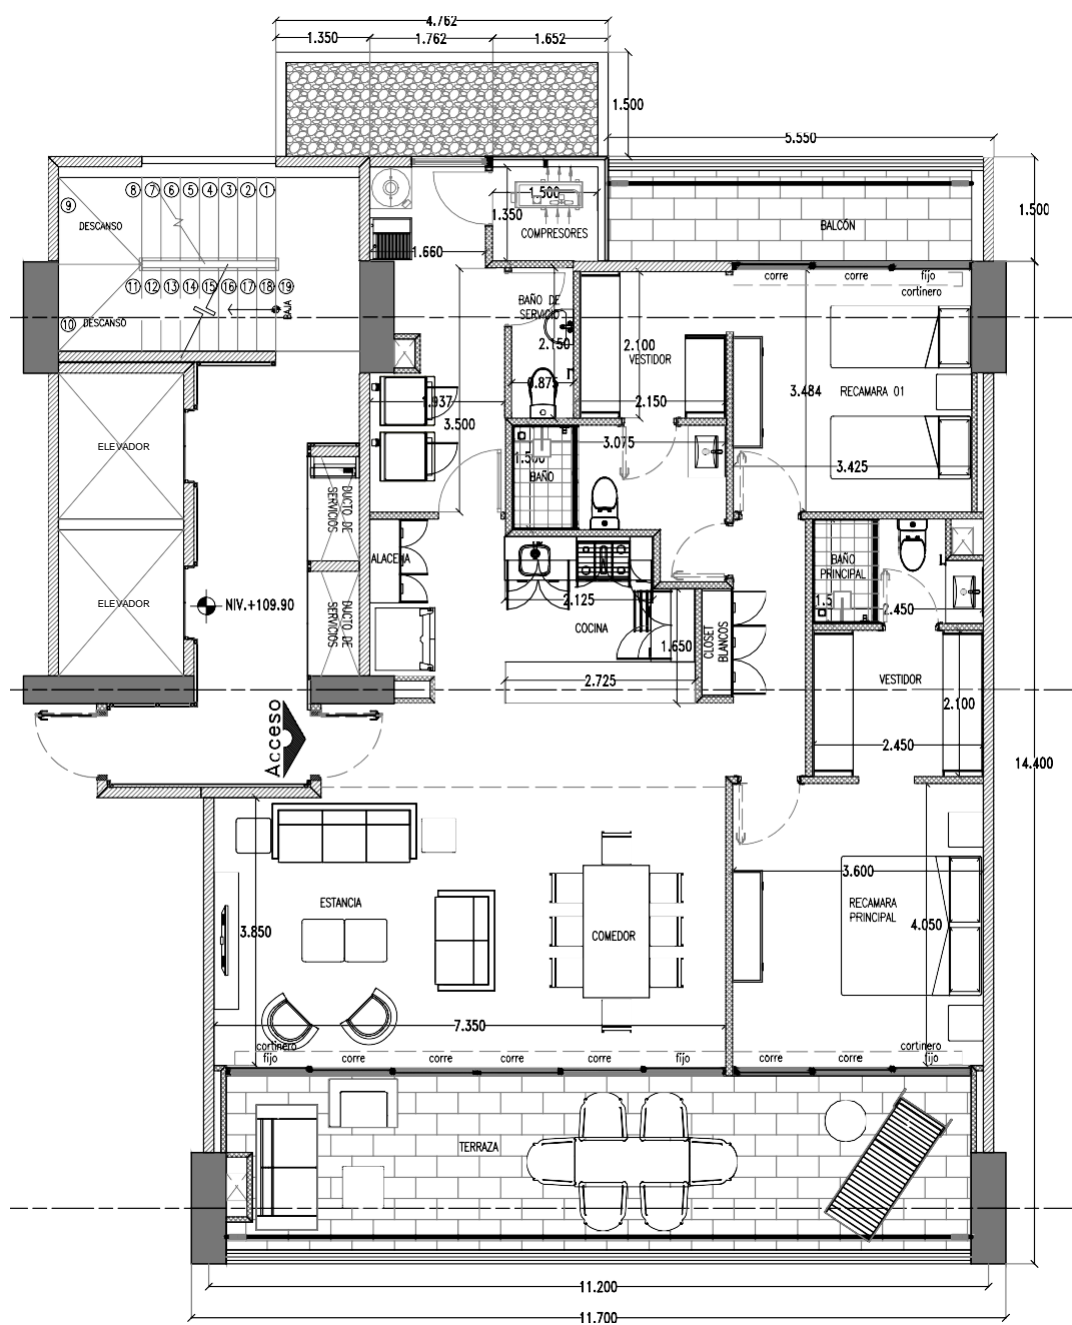 4.762
1.350
1.762
1.652
1.500
5.550
8
7
6
5
4
3
2
1
9
DESCANSO
1.500
1.350
COMPRESORES
BALCÓN
1.500
1.660
corre
corre
fijo
cortinero
11
12
13
14
15
16
17
18
19
10
DESCANSO
BAJA
BAÑO DE
SERVICIO
2.150
2.100
VESTIDOR
0.875
2.150
1.937
3.500
3.484
RECAMARA 01
3.425
ELEVADOR
3.075
1.500
BAÑO
DUCTO DE
SERVICIOS
ALACENA
BAÑO
PRINCIPAL
1.5
2.450
ELEVADOR
NIV.+109.90
DUCTO DE
SERVICIOS
2.125
COCINA
1.650
CLOSET
BLANCOS
2.725
VESTIDOR
2.100
2.450
Acceso
14.400
ESTANCIA
3.850
COMEDOR
3.600
RECAMARA
PRINCIPAL
4.050
7.350
cortinero
fijo
corre
corre
corre
corre
fijo
corre
corre
cortinero
fijo
TERRAZA
11.200
11.700